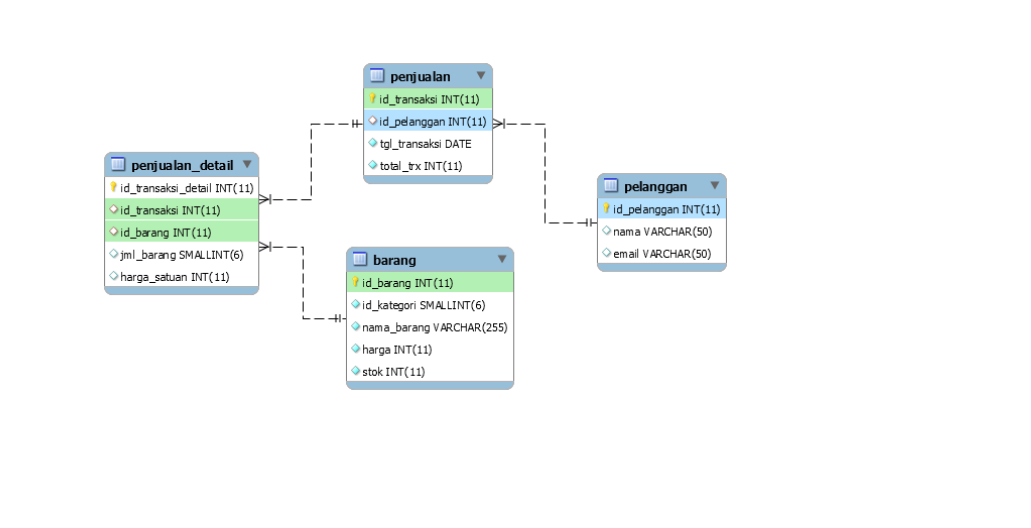 penjualan
id_transaksi INT(11)
id_pelanggan INT(11)
tgl_transaksi DATE
total_trx INT(11)
penjualan_detail
id_transaksi_detail INT(11)
id_transaksi INT(11)
id_barang INT(11)
jml_barang SMALLINT(6)
harga_satuan INT(11)
pelanggan
id_pelanggan INT(11)
nama VARCHAR(50)
email VARCHAR(50)
barang
id_barang INT(11)
id_kategori SMALLINT(6)
nama_barang VARCHAR(255)
harga INT(11)
stok INT(11)